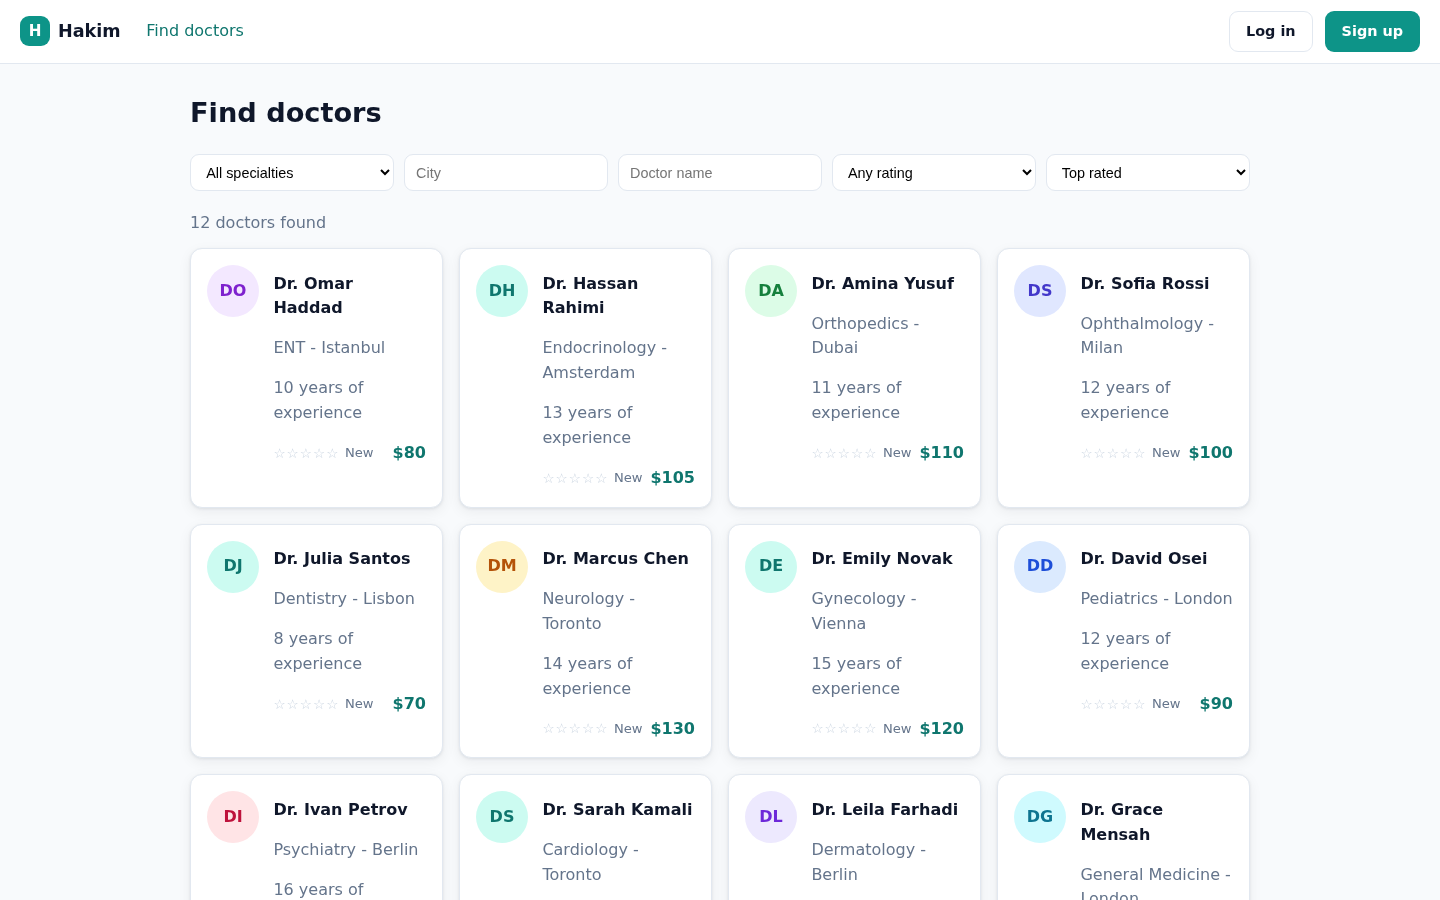 H Hakim Find doctors Log in Sign up
Find doctors
All specialties City Doctor name Any rating Top rated
12 doctors found
DO
Dr. Omar
Haddad
ENT - Istanbul
10 years of
experience
☆☆☆☆☆ New $80
DH
Dr. Hassan
Rahimi
Endocrinology -
Amsterdam
13 years of
experience
☆☆☆☆☆ New $105
DA
Dr. Amina Yusuf
Orthopedics -
Dubai
11 years of
experience
☆☆☆☆☆ New $110
DS
Dr. Sofia Rossi
Ophthalmology -
Milan
12 years of
experience
☆☆☆☆☆ New $100
DJ
Dr. Julia Santos
Dentistry - Lisbon
8 years of
experience
☆☆☆☆☆ New $70
DM
Dr. Marcus Chen
Neurology -
Toronto
14 years of
experience
☆☆☆☆☆ New $130
DE
Dr. Emily Novak
Gynecology -
Vienna
15 years of
experience
☆☆☆☆☆ New $120
DD
Dr. David Osei
Pediatrics - London
12 years of
experience
☆☆☆☆☆ New $90
DI
Dr. Ivan Petrov
Psychiatry - Berlin
16 years of
DS
Dr. Sarah Kamali
Cardiology -
Toronto
DL
Dr. Leila Farhadi
Dermatology -
Berlin
DG
Dr. Grace
Mensah
General Medicine -
London